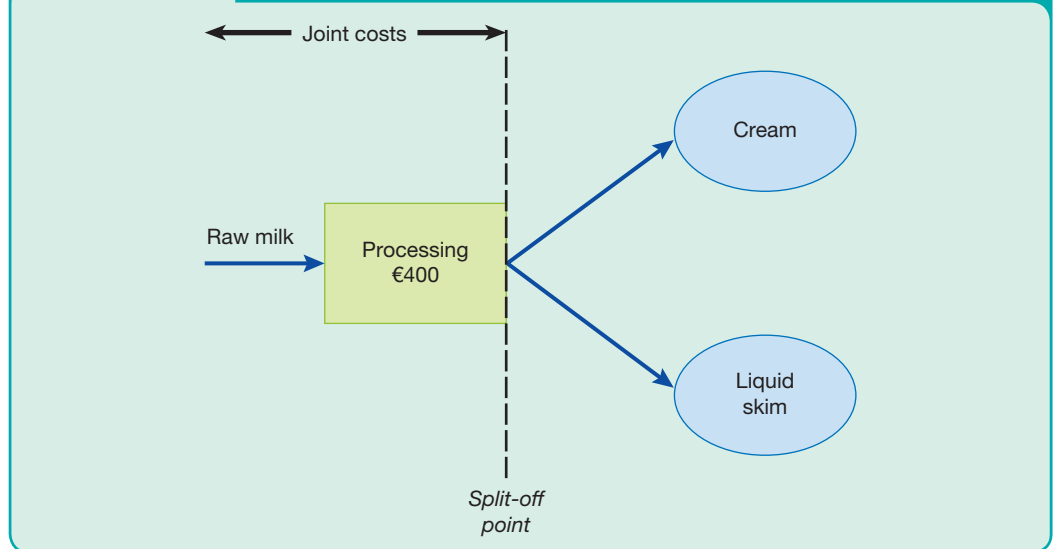 Joint costs
Cream
Raw milk
Processing
€400
Liquid
skim
Split-off
point